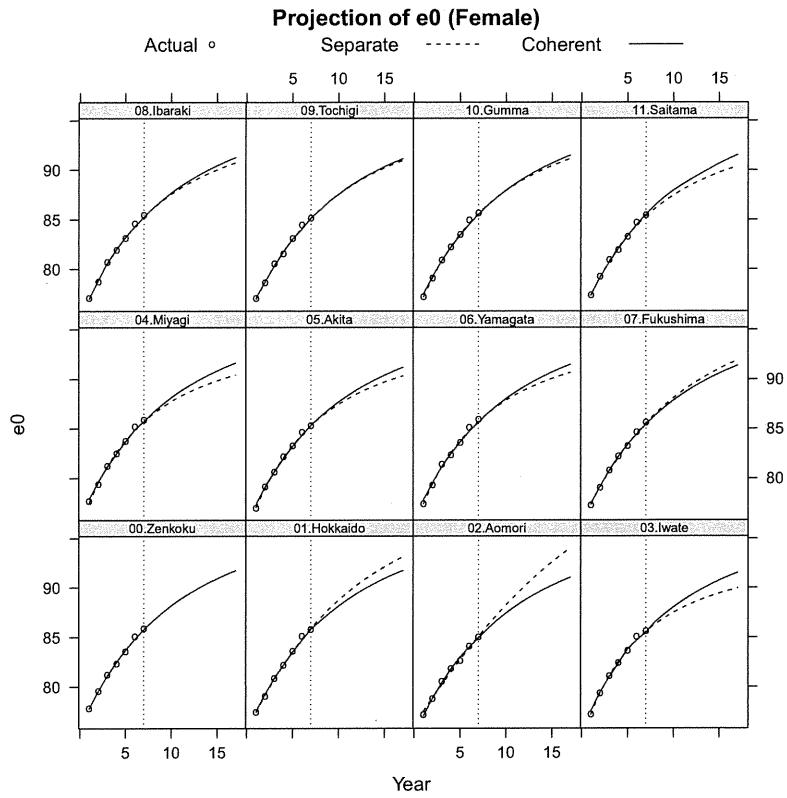 Projection of e0 (Female)
Actual Separate Coherent
5 10 15 5 10 15
08.Ibaraki 09.Tochigi 10.Gumma 11.Saitama
90
85
80
04.Miyagi 05.Akita 06.Yamagata 07.Fukushima
90
85
80
e0
00.Zenkoku 01.Hokkaido 02.Aomori 03.Iwate
90
85
80
5 10 15 5 10 15
Year